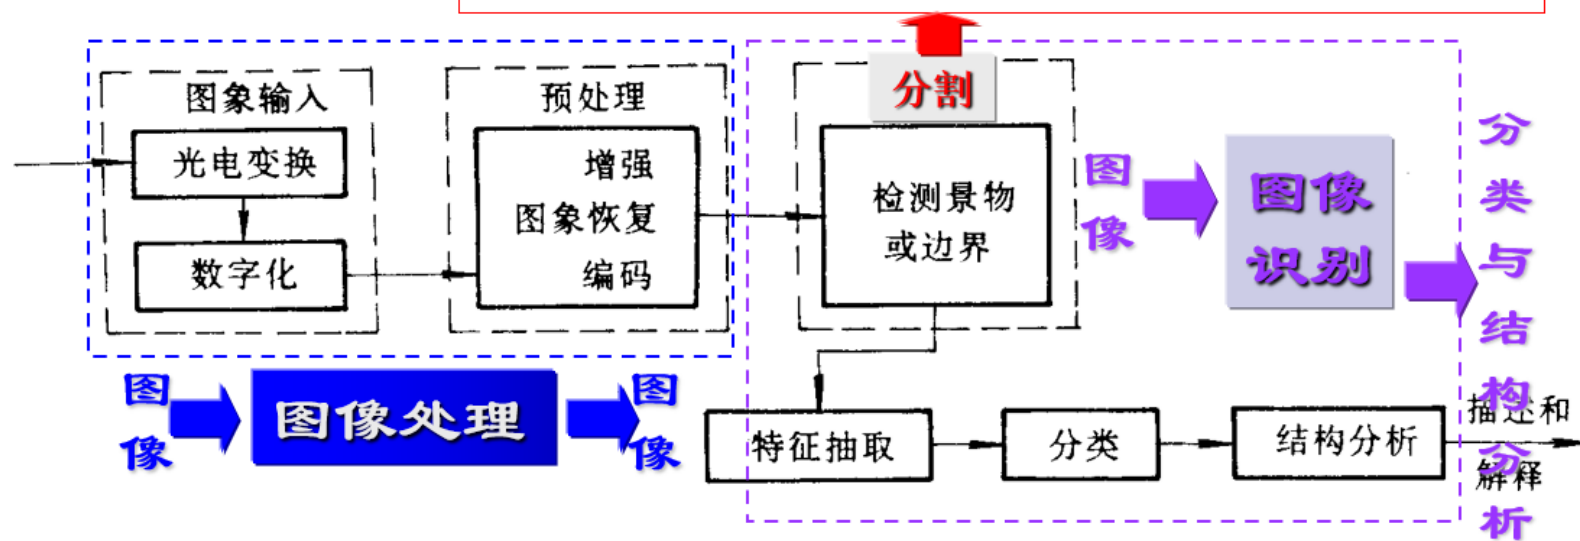 图象输入
光电变换
数字化
预处理
增强
图象恢复
编码
分割
检测景物
或边界
图像
图像
识别
分类与结构分析
图像
图像处理
图像
特征抽取
分类
结构分析
描述和
解释